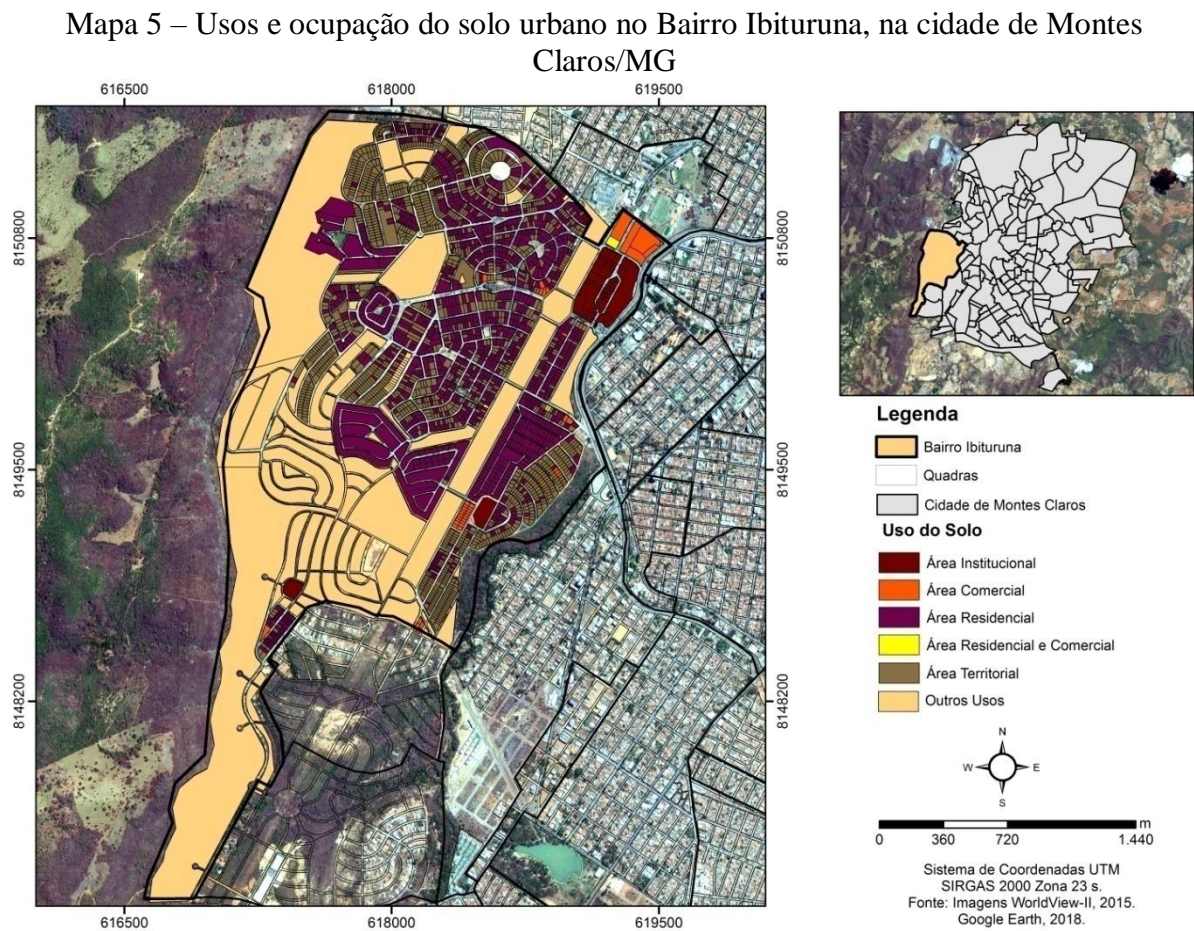 Mapa 5 – Usos e ocupação do solo urbano no Bairro Ibituruna, na cidade de Montes
Claros/MG
616500
618000
619500
8150800
8150800
8149500
8149500
8148200
8148200
616500
618000
619500
Legenda
Bairro Ibituruna
Quadras
Cidade de Montes Claros
Uso do Solo
Área Institucional
Área Comercial
Área Residencial
Área Residencial e Comercial
Área Territorial
Outros Usos
N
W
E
S
m
0 360 720 1.440
Sistema de Coordenadas UTM
SIRGAS 2000 Zona 23 s.
Fonte: Imagens WorldView-II, 2015.
Google Earth, 2018.